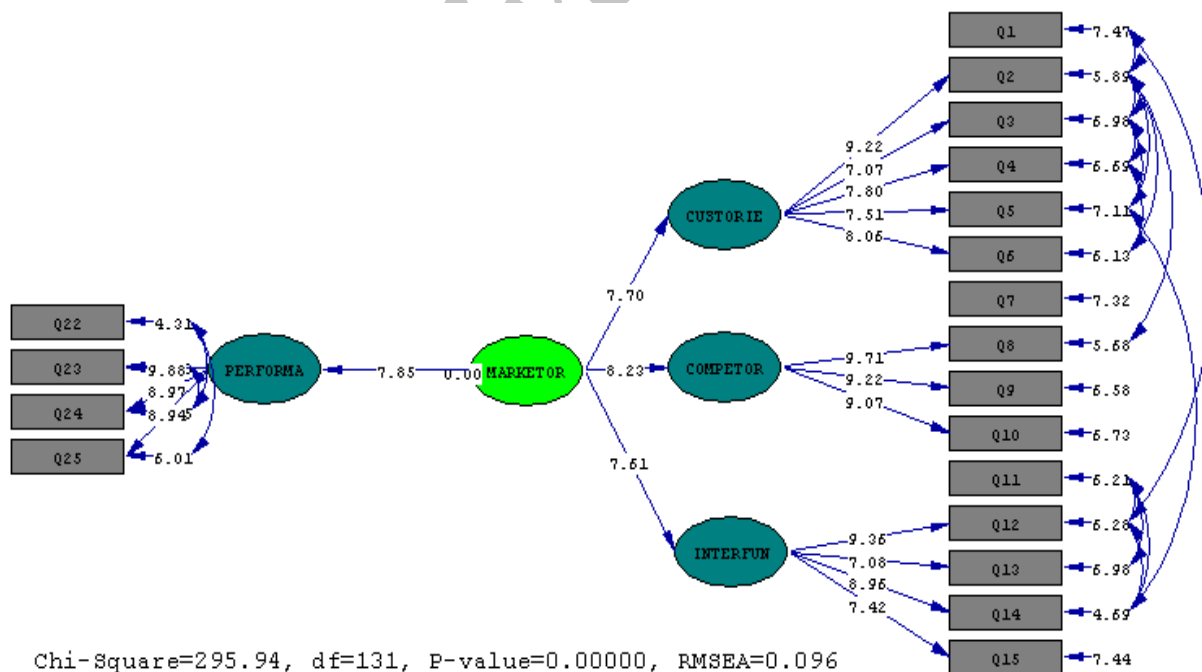 Q1 7.47
Q2 5.89
Q3 6.98
Q4 6.69
Q5 7.11
Q6 6.13
Q7 7.32
Q8 5.68
Q9 6.58
Q10 6.73
Q11 6.21
Q12 6.28
Q13 6.98
Q14 4.69
Q15 7.44
9.22
7.07
7.80
7.51
8.06
CUSTORIE
7.70
9.71
9.22
9.07
COMPETOR
8.23
9.36
7.08
8.96
7.42
INTERFUN
7.61
MARKETOR
0.00
7.85
PERFORMA
Q22 4.31
Q23 9.88
Q24 8.97
8.94
Q25 6.01
Chi-Square=295.94, df=131, P-value=0.00000, RMSEA=0.096